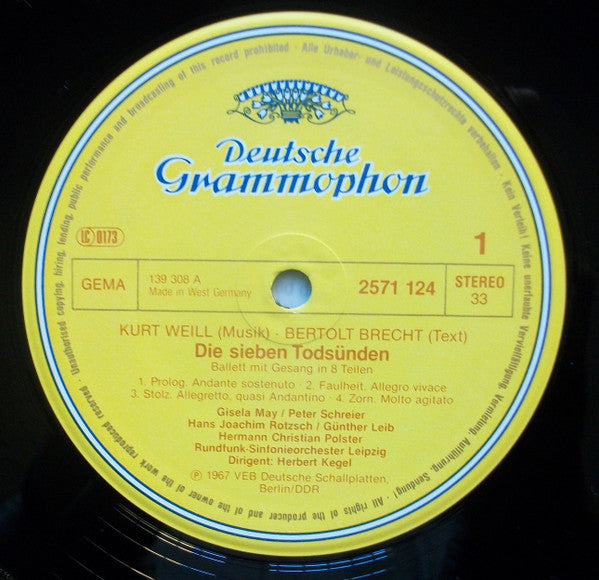 Deutsche
Grammophon
LC 0173
1
GEMA
139 308 A
Made in West Germany
2571 124
STEREO
33
KURT WEILL (Musik) · BERTOLT BRECHT (Text)
Die sieben Todsünden
Ballett mit Gesang in 8 Teilen
1. Prolog. Andante sostenuto · 2. Faulheit. Allegro vivace
3. Stolz. Allegretto, quasi Andantino · 4. Zorn. Molto agitato
Gisela May / Peter Schreier
Hans Joachim Rotzsch / Günther Leib
Hermann Christian Polster
Rundfunk-Sinfonieorchester Leipzig
Dirigent: Herbert Kegel
℗ 1967 VEB Deutsche Schallplatten,
Berlin/DDR
Alle Urheber- und Leistungsschutzrechte vorbehalten · Kein Verleih! Keine unerlaubte Vervielfältigung, Vermietung, Aufführung, Sendung! · All rights of the producer and of the owner of the work reproduced reserved · Unauthorised copying, hiring, lending, public performance and broadcasting of this record prohibited ·